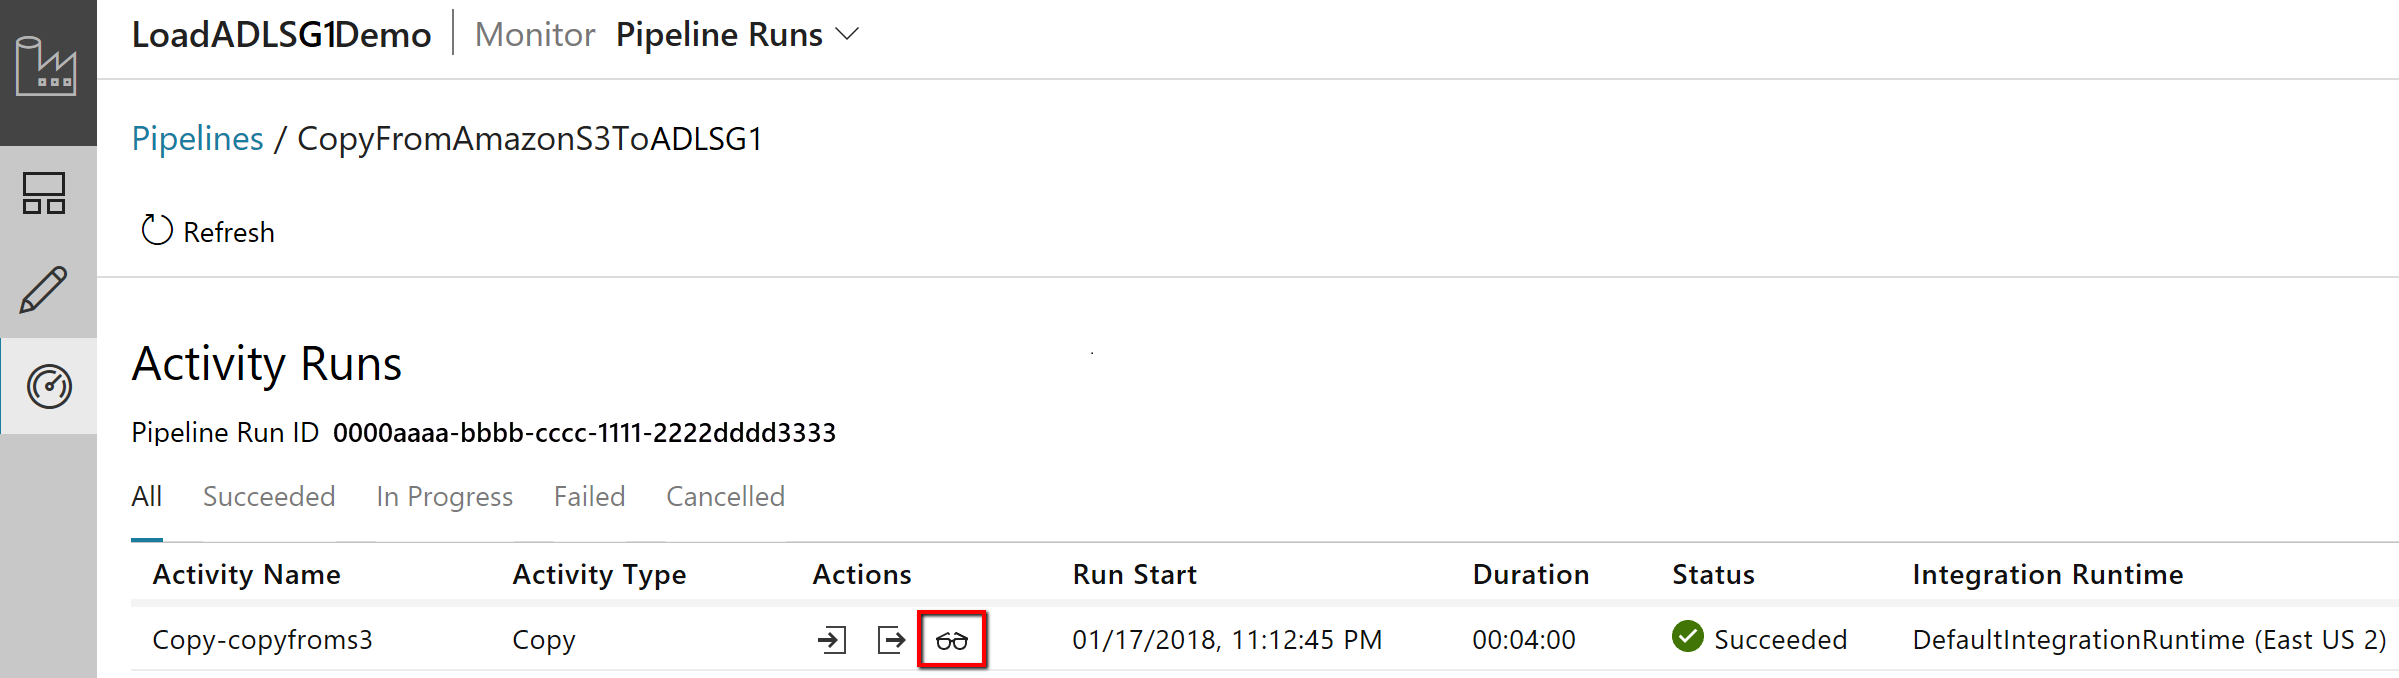 LoadADLSG1Demo Monitor Pipeline Runs
Pipelines / CopyFromAmazonS3ToADLSG1
Refresh
Activity Runs
Pipeline Run ID 0000aaaa-bbbb-cccc-1111-2222dddd3333
All Succeeded In Progress Failed Cancelled
Activity Name Activity Type Actions Run Start Duration Status Integration Runtime
Copy-copyfroms3 Copy 01/17/2018, 11:12:45 PM 00:04:00 Succeeded DefaultIntegrationRuntime (East US 2)